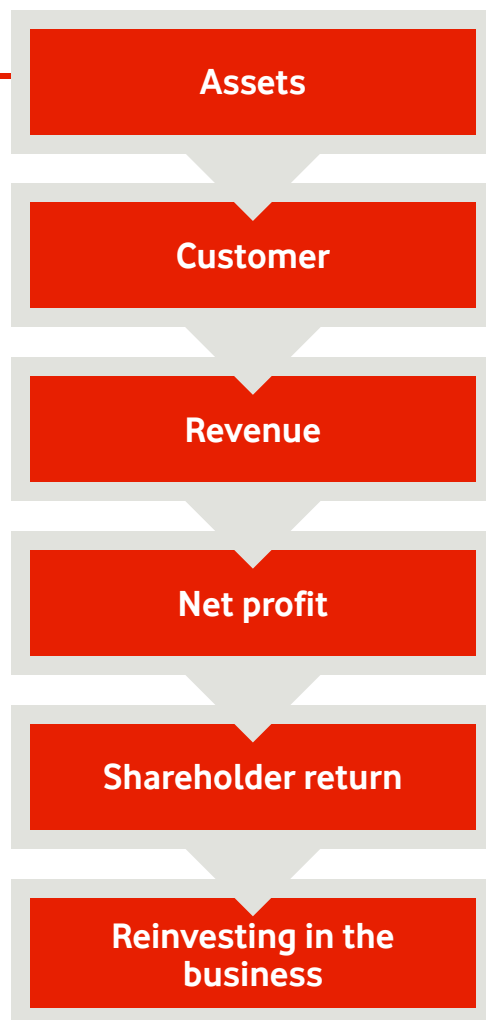 Assets
Customer
Revenue
Net profit
Shareholder return
Reinvesting in the
business